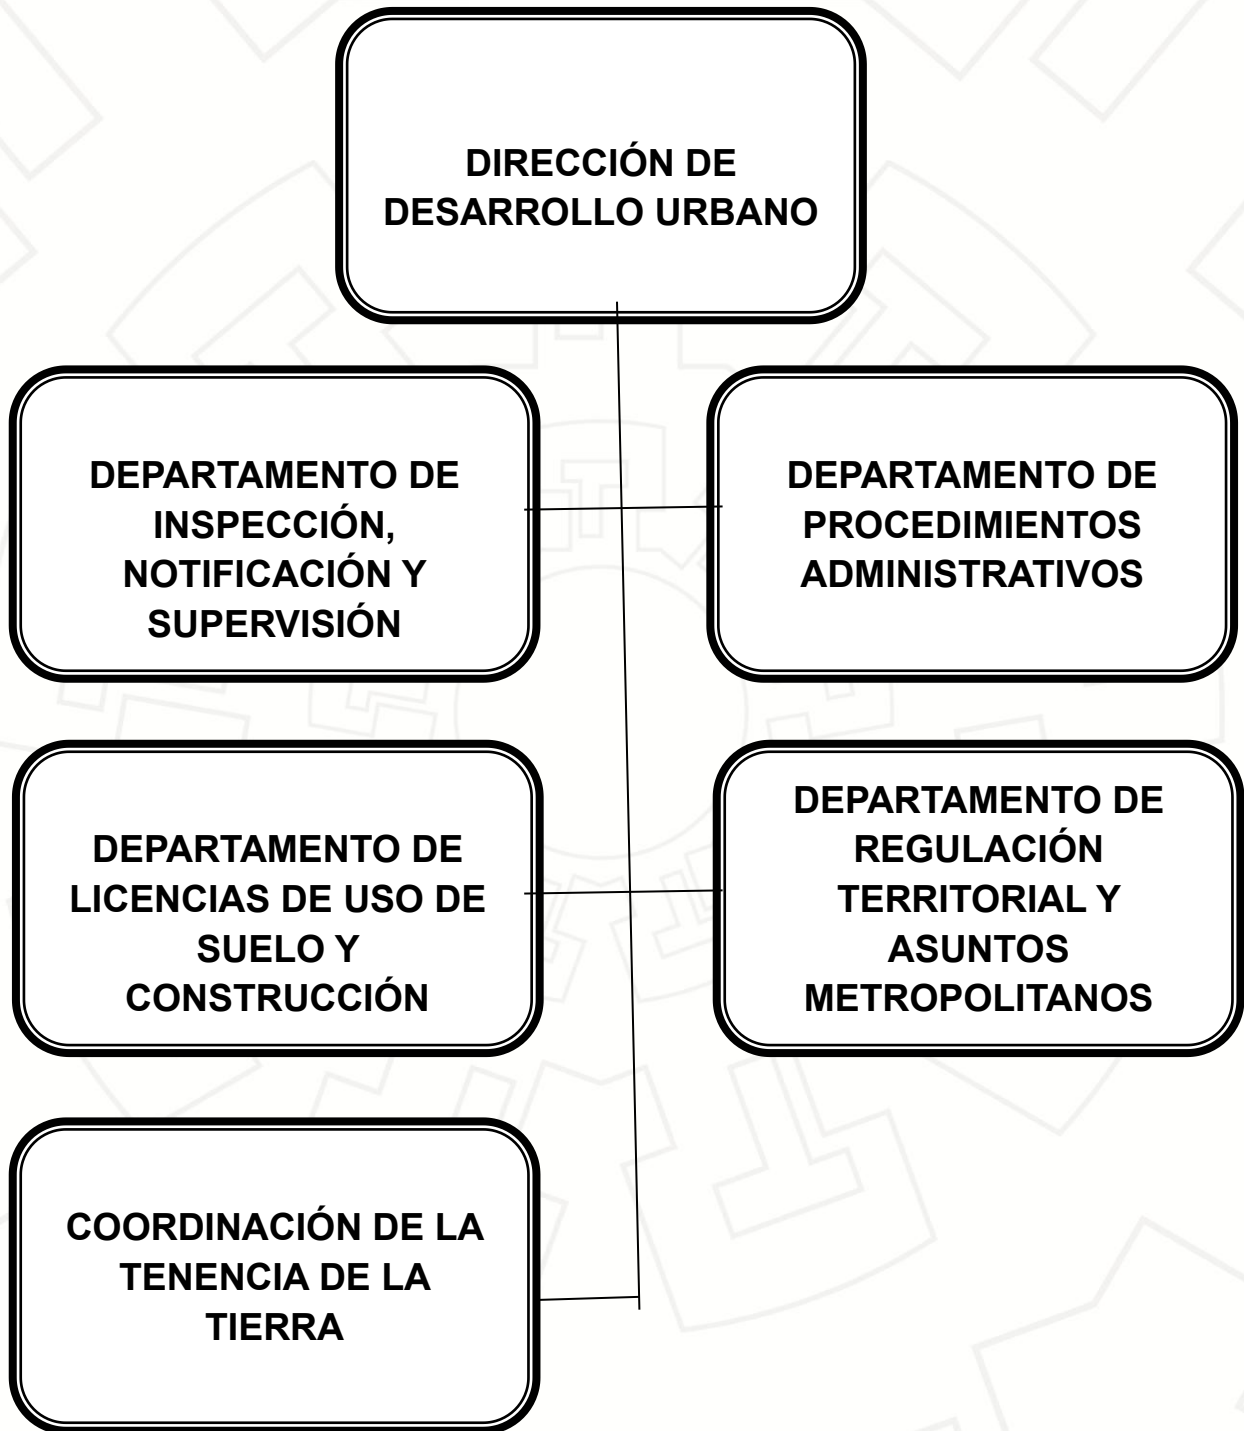 DIRECCIÓN DE
DESARROLLO URBANO
DEPARTAMENTO DE
INSPECCIÓN,
NOTIFICACIÓN Y
SUPERVISIÓN
DEPARTAMENTO DE
PROCEDIMIENTOS
ADMINISTRATIVOS
DEPARTAMENTO DE
LICENCIAS DE USO DE
SUELO Y
CONSTRUCCIÓN
DEPARTAMENTO DE
REGULACIÓN
TERRITORIAL Y
ASUNTOS
METROPOLITANOS
COORDINACIÓN DE LA
TENENCIA DE LA
TIERRA